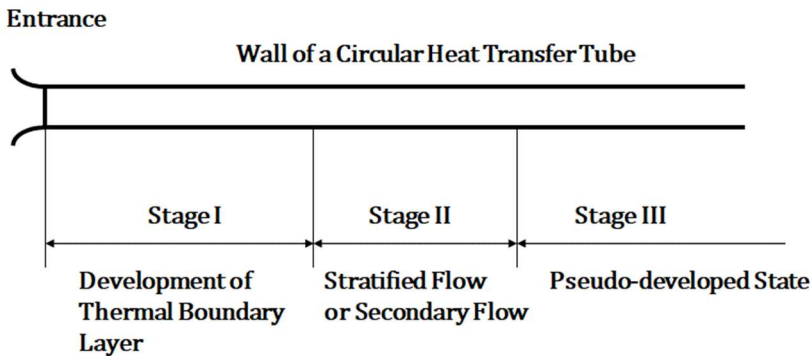 Entrance
Wall of a Circular Heat Transfer Tube
Stage I
Stage II
Stage III
Development of
Thermal Boundary
Layer
Stratified Flow
or Secondary Flow
Pseudo-developed State